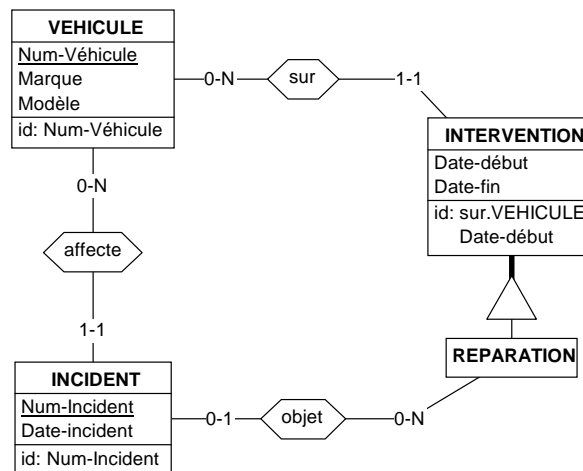 VEHICULE
Num-Véhicule
Marque
Modèle
id: Num-Véhicule
0-N
sur
1-1
INTERVENTION
Date-début
Date-fin
id: sur.VEHICULE
Date-début
0-N
affecte
1-1
REPARATION
INCIDENT
Num-Incident
Date-incident
id: Num-Incident
0-1
objet
0-N